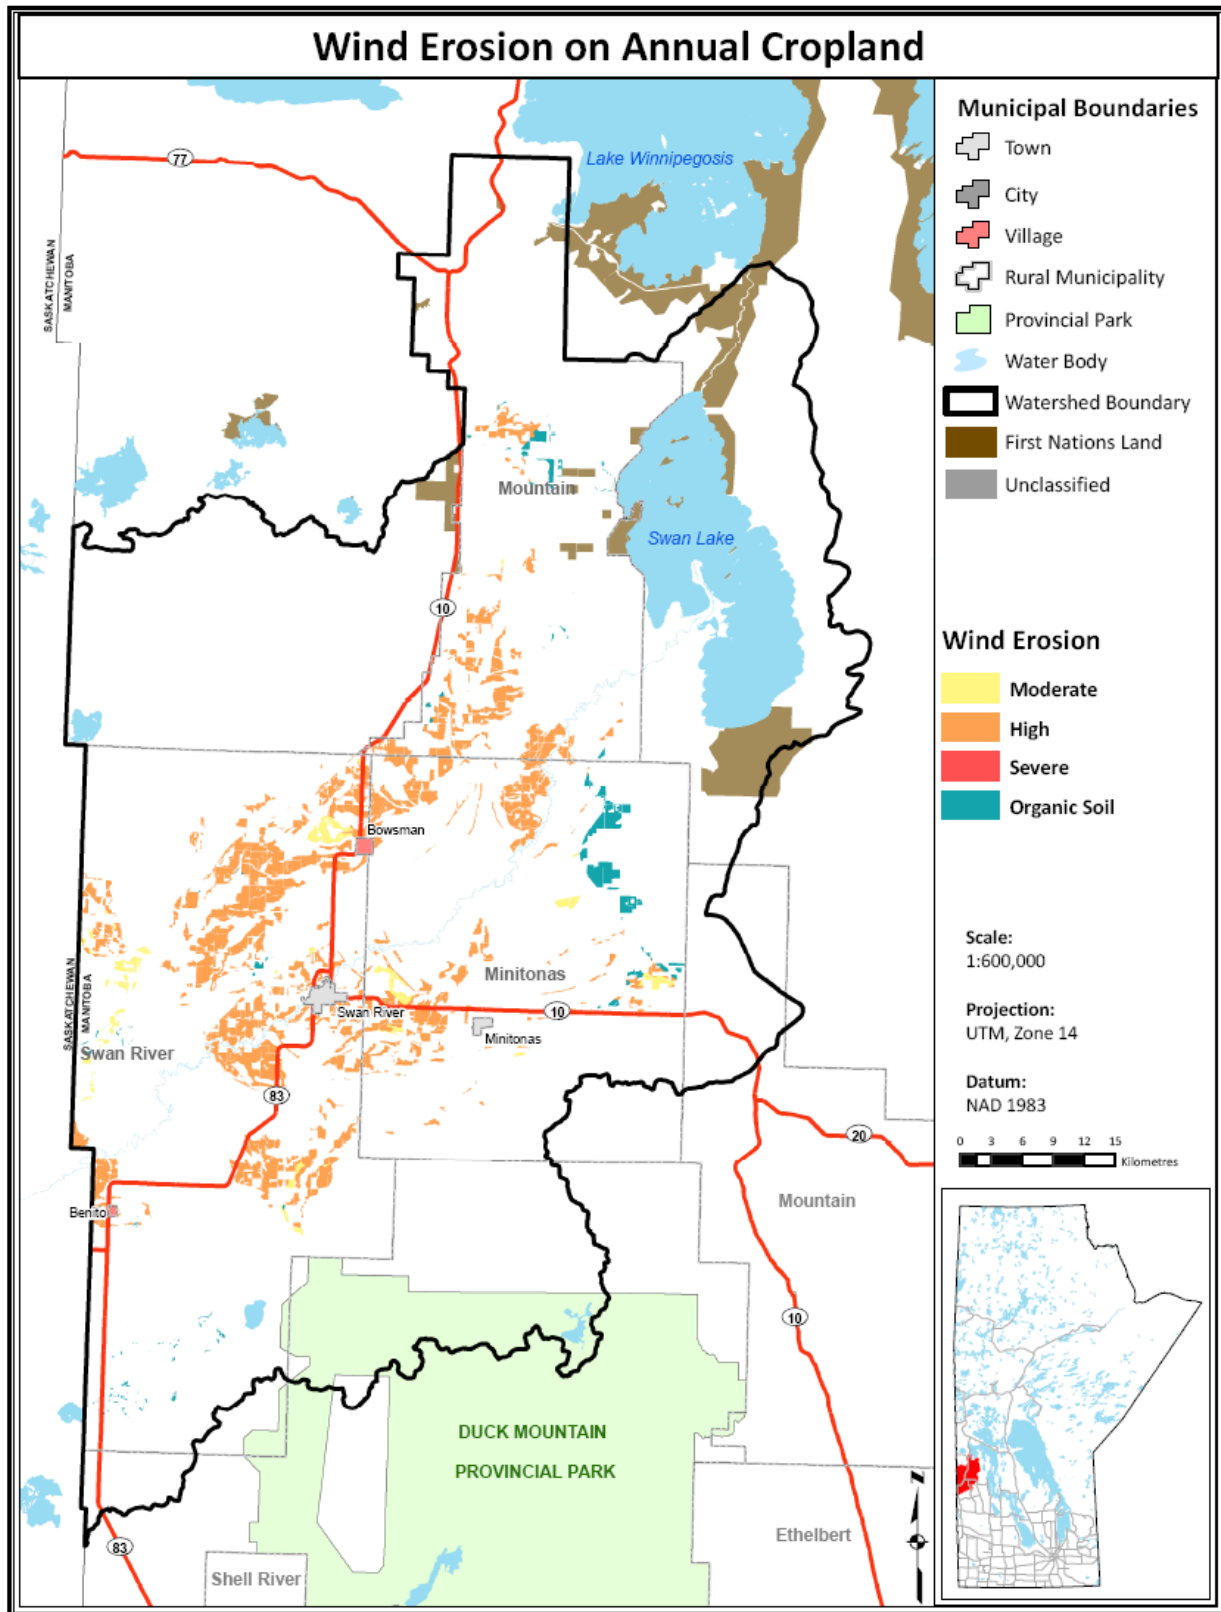 Wind Erosion on Annual Cropland
77
Lake Winnipegosis
SASKATCHEWAN
MANITOBA
Mountain
Swan Lake
10
Bowsman
Minitonas
SASKATCHEWAN
MANITOBA
Swan River
Swan River
10
Minitonas
83
20
Benito
Mountain
10
DUCK MOUNTAIN
PROVINCIAL PARK
Ethelbert
83
Shell River
Municipal Boundaries
Town
City
Village
Rural Municipality
Provincial Park
Water Body
Watershed Boundary
First Nations Land
Unclassified
Wind Erosion
Moderate
High
Severe
Organic Soil
Scale:
1:600,000
Projection:
UTM, Zone 14
Datum:
NAD 1983
0 3 6 9 12 15
Kilometres
N